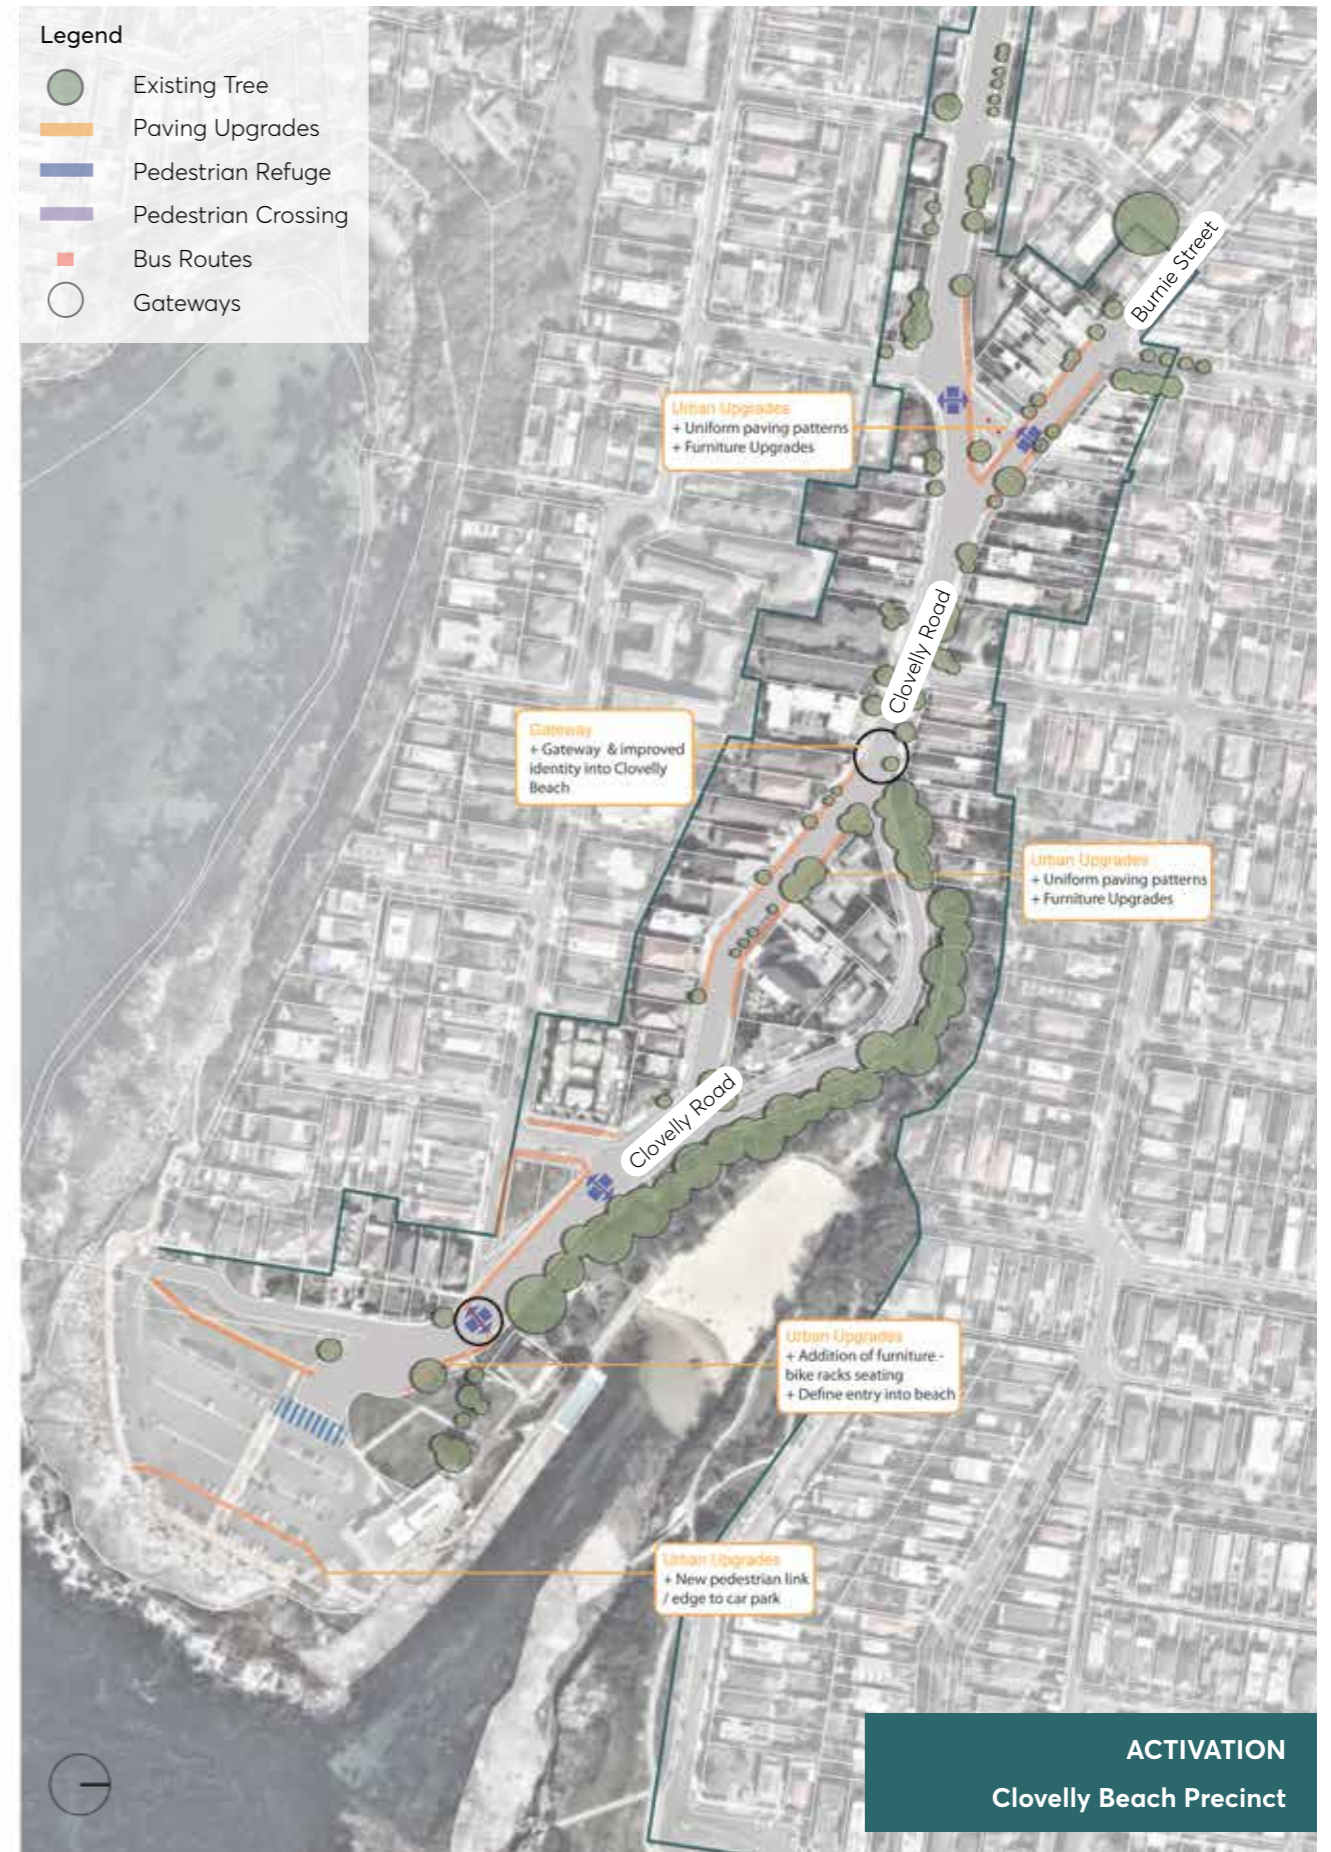 Legend
Existing Tree
Paving Upgrades
Pedestrian Refuge
Pedestrian Crossing
Bus Routes
Gateways
Burnie Street
Urban Upgrades
+ Uniform paving patterns
+ Furniture Upgrades
Clovelly Road
Gateway
+ Gateway & improved
identity into Clovelly
Beach
Urban Upgrades
+ Uniform paving patterns
+ Furniture Upgrades
Clovelly Road
Urban Upgrades
+ Addition of furniture -
bike racks seating
+ Define entry into beach
Urban Upgrades
+ New pedestrian link
/ edge to car park
ACTIVATION
Clovelly Beach Precinct